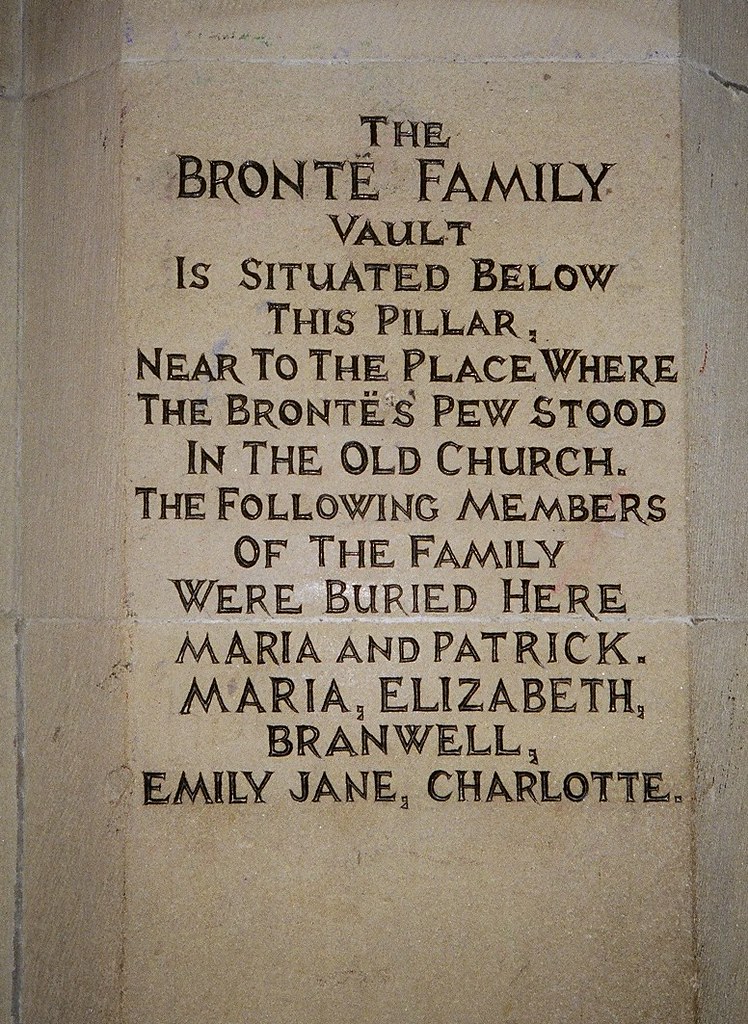 THE
BRONTË FAMILY
VAULT
IS SITUATED BELOW
THIS PILLAR,
NEAR TO THE PLACE WHERE
THE BRONTË'S PEW STOOD
IN THE OLD CHURCH.
THE FOLLOWING MEMBERS
OF THE FAMILY
WERE BURIED HERE
MARIA AND PATRICK.
MARIA, ELIZABETH,
BRANWELL,
EMILY JANE, CHARLOTTE.